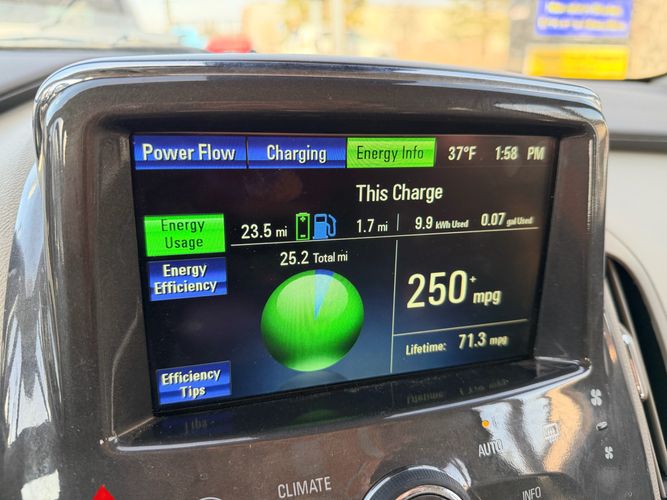 Power Flow Charging Energy Info 37°F 1:58 PM
This Charge
Energy Usage
23.5 mi 1.7 mi 9.9 kWh Used 0.07 gal Used
25.2 Total mi
Energy Efficiency
250+ mpg
Lifetime: 71.3 mpg
Efficiency Tips
AUTO
CLIMATE
INFO